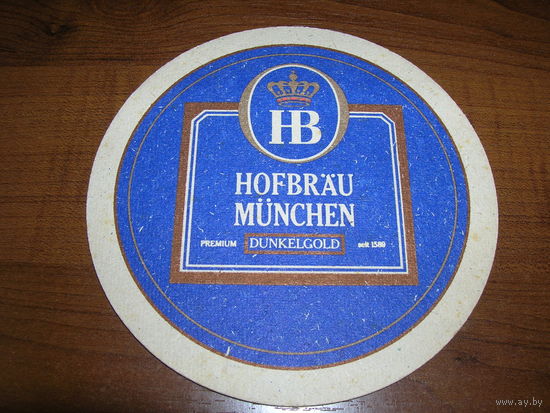 HB
HOFBRÄU
MÜNCHEN
PREMIUM DUNKELGOLD seit 1589
www.ay.by